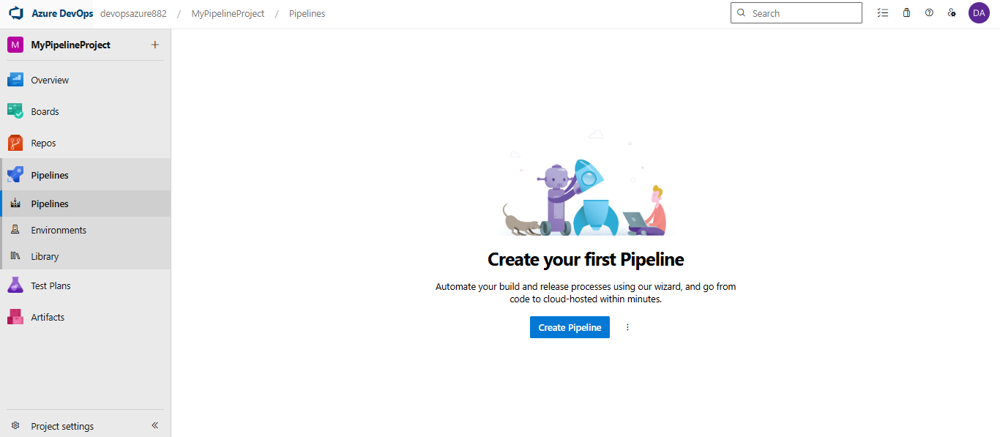 Azure DevOps devopsazure882 / MyPipelineProject / Pipelines
Search
DA
M MyPipelineProject
Overview
Boards
Repos
Pipelines
Pipelines
Environments
Library
Test Plans
Artifacts
Project settings
Create your first Pipeline
Automate your build and release processes using our wizard, and go from
code to cloud-hosted within minutes.
Create Pipeline